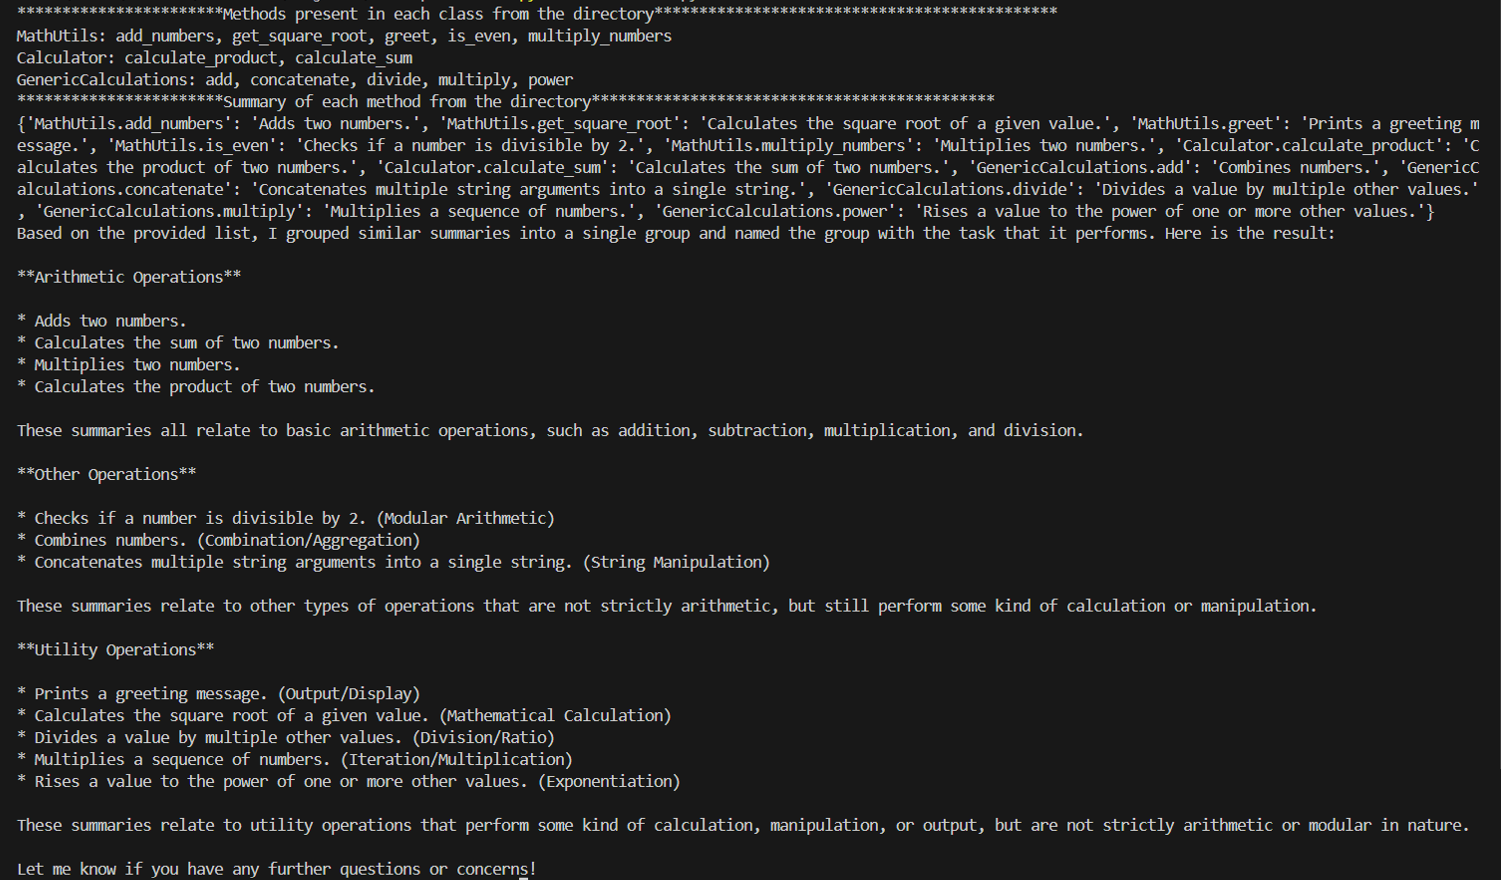 ***********************Methods present in each class from the directory*********************************************
MathUtils: add_numbers, get_square_root, greet, is_even, multiply_numbers
Calculator: calculate_product, calculate_sum
GenericCalculations: add, concatenate, divide, multiply, power
***********************Summary of each method from the directory*********************************************
{'MathUtils.add_numbers': 'Adds two numbers.', 'MathUtils.get_square_root': 'Calculates the square root of a given value.', 'MathUtils.greet': 'Prints a greeting m
essage.', 'MathUtils.is_even': 'Checks if a number is divisible by 2.', 'MathUtils.multiply_numbers': 'Multiplies two numbers.', 'Calculator.calculate_product': 'C
alculates the product of two numbers.', 'Calculator.calculate_sum': 'Calculates the sum of two numbers.', 'GenericCalculations.add': 'Combines numbers.', 'GenericC
alculations.concatenate': 'Concatenates multiple string arguments into a single string.', 'GenericCalculations.divide': 'Divides a value by multiple other values.'
, 'GenericCalculations.multiply': 'Multiplies a sequence of numbers.', 'GenericCalculations.power': 'Rises a value to the power of one or more other values.'}
Based on the provided list, I grouped similar summaries into a single group and named the group with the task that it performs. Here is the result:
**Arithmetic Operations**
* Adds two numbers.
* Calculates the sum of two numbers.
* Multiplies two numbers.
* Calculates the product of two numbers.
These summaries all relate to basic arithmetic operations, such as addition, subtraction, multiplication, and division.
**Other Operations**
* Checks if a number is divisible by 2. (Modular Arithmetic)
* Combines numbers. (Combination/Aggregation)
* Concatenates multiple string arguments into a single string. (String Manipulation)
These summaries relate to other types of operations that are not strictly arithmetic, but still perform some kind of calculation or manipulation.
**Utility Operations**
* Prints a greeting message. (Output/Display)
* Calculates the square root of a given value. (Mathematical Calculation)
* Divides a value by multiple other values. (Division/Ratio)
* Multiplies a sequence of numbers. (Iteration/Multiplication)
* Rises a value to the power of one or more other values. (Exponentiation)
These summaries relate to utility operations that perform some kind of calculation, manipulation, or output, but are not strictly arithmetic or modular in nature.
Let me know if you have any further questions or concerns!